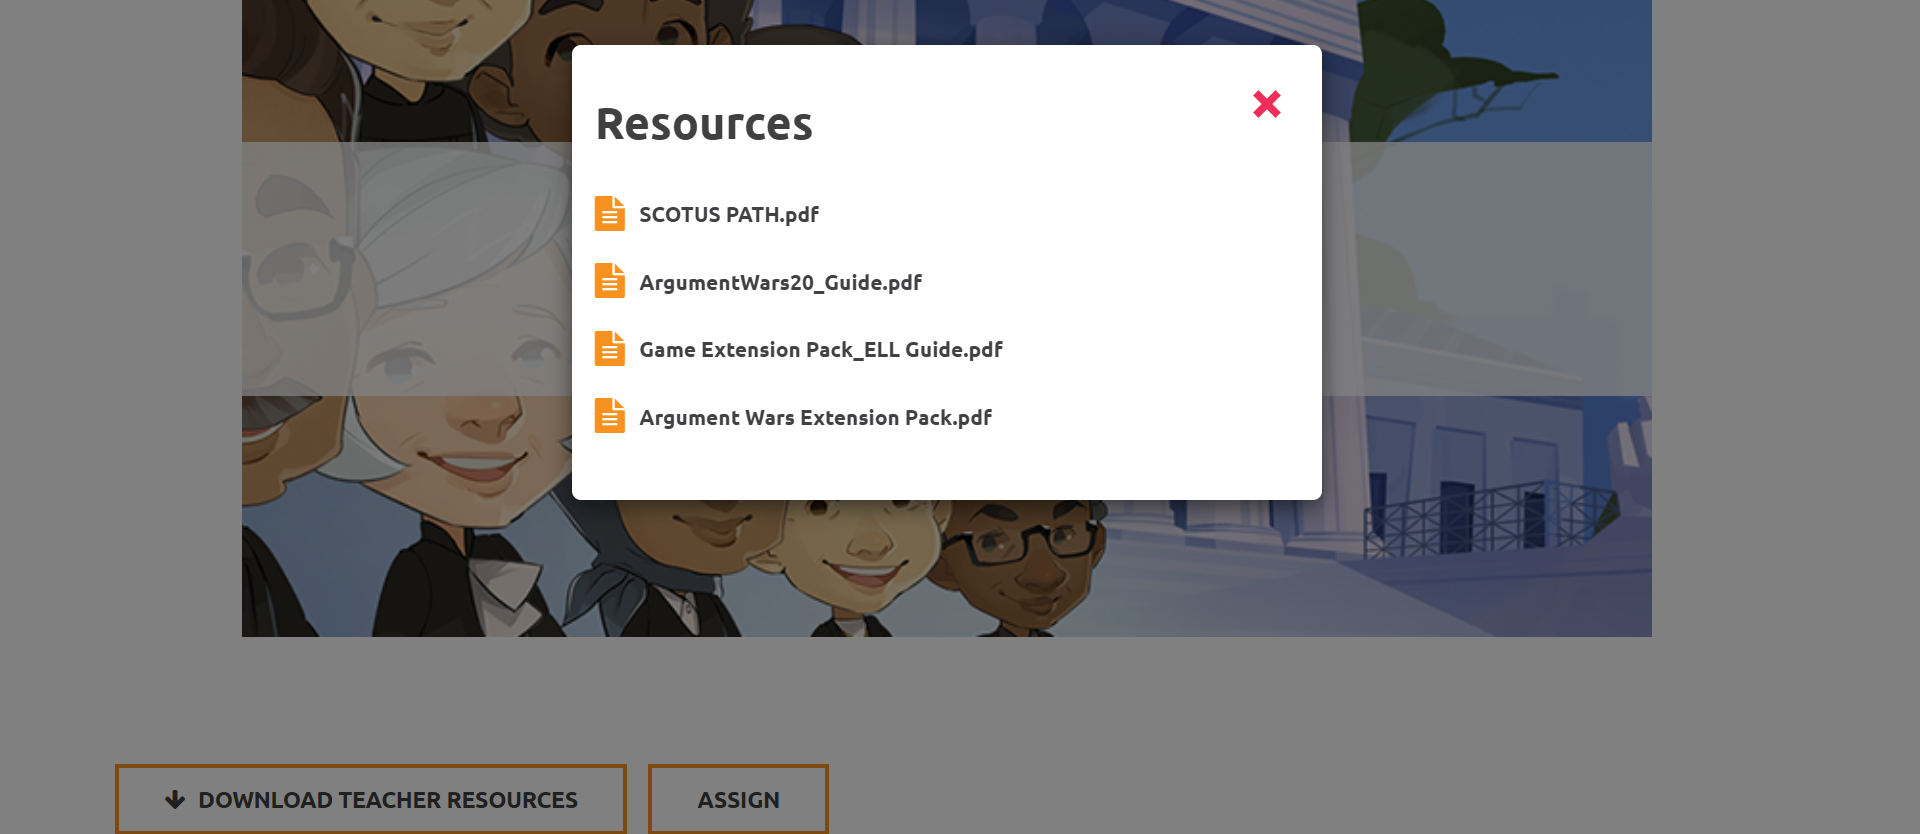 Resources
SCOTUS PATH.pdf
ArgumentWars20_Guide.pdf
Game Extension Pack_ELL Guide.pdf
Argument Wars Extension Pack.pdf
DOWNLOAD TEACHER RESOURCES
ASSIGN